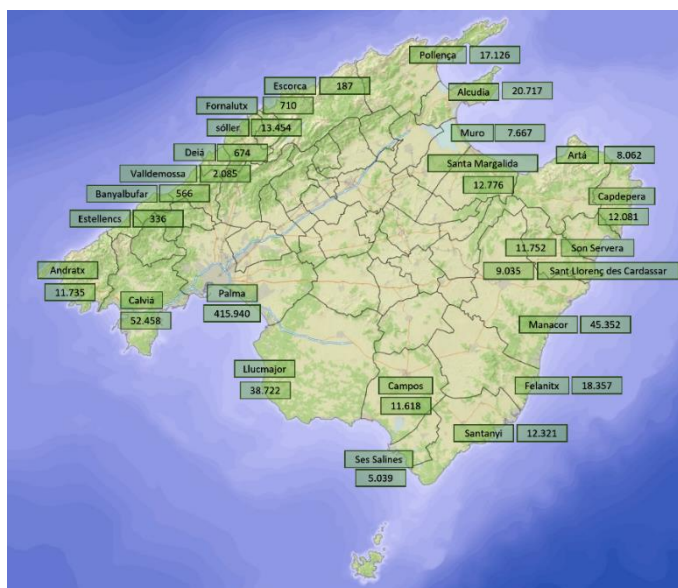 Pollença 17.126
Escorca 187
Alcudia 20.717
Fornalutx 710
sóller 13.454
Muro 7.667
Deiá 674
Artá 8.062
Santa Margalida
12.776
Valldemossa 2.085
Banyalbufar 566
Capdepera
12.081
Estellencs 336
11.752 Son Servera
Andratx
11.735
9.035 Sant Llorenç des Cardassar
Calviá
52.458
Palma
415.940
Manacor 45.352
Llucmajor
38.722
Campos
11.618
Felanitx 18.357
Santanyi 12.321
Ses Salines
5.039